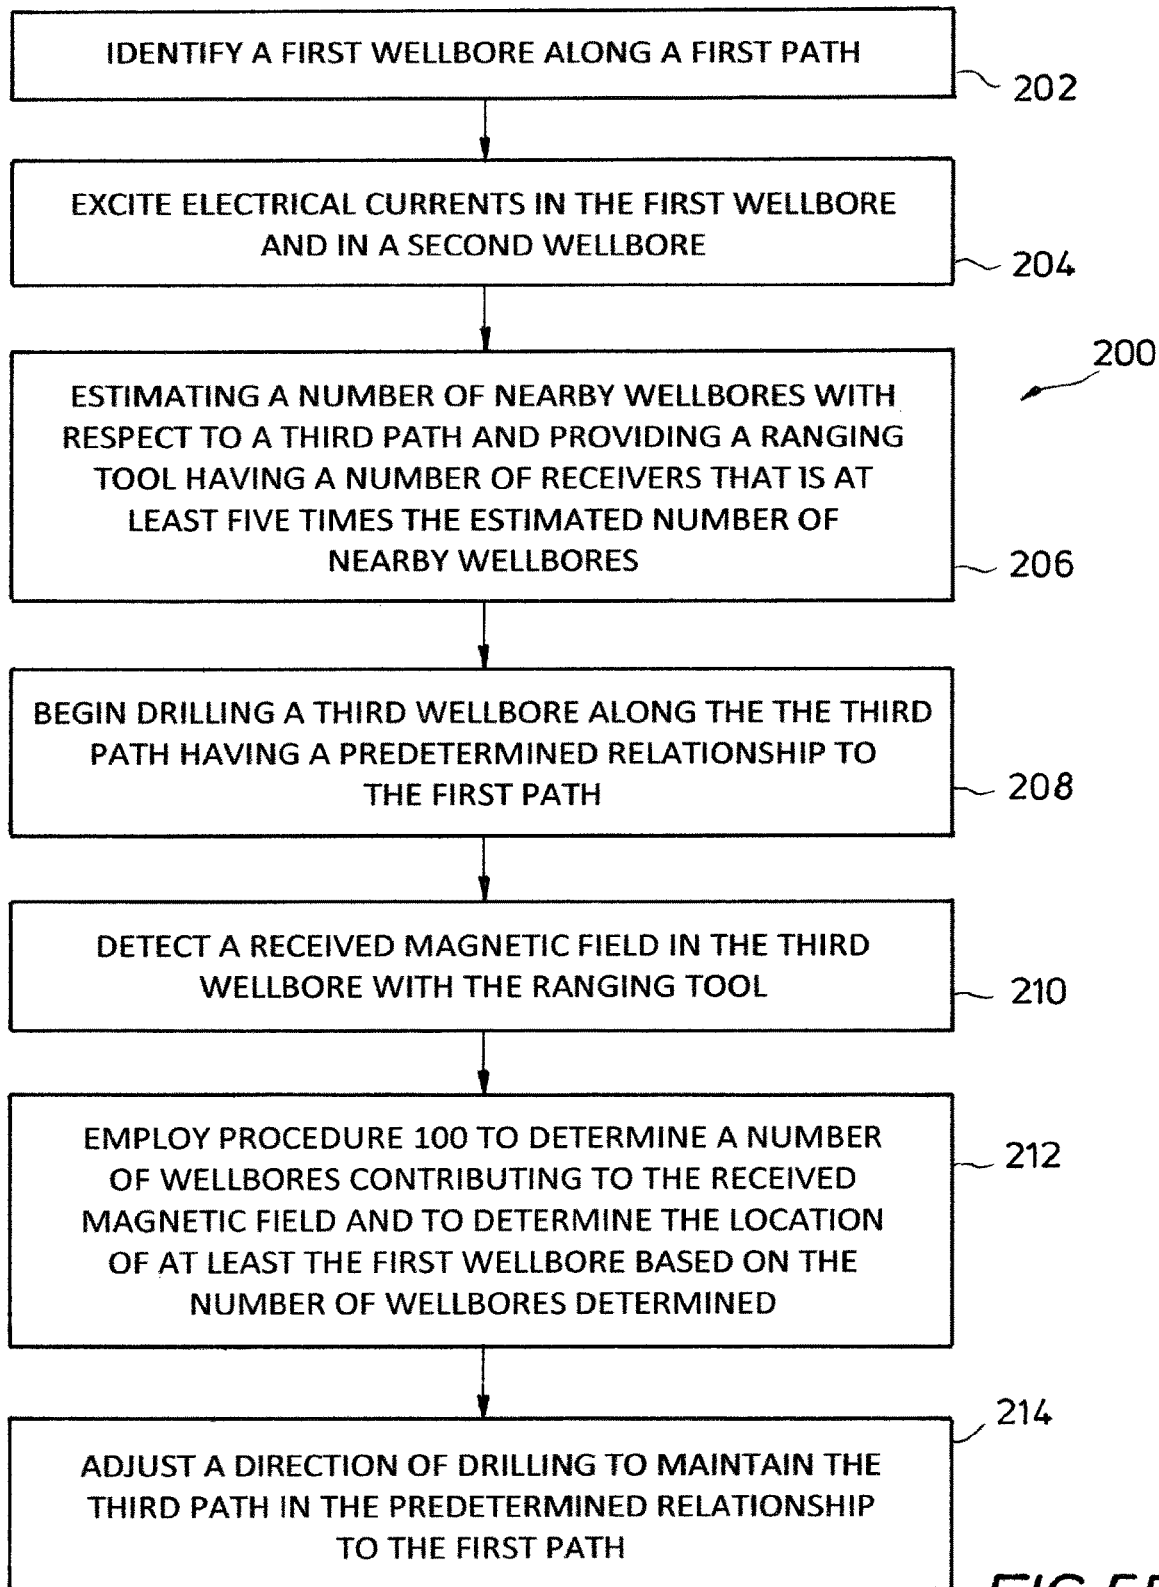 IDENTIFY A FIRST WELLBORE ALONG A FIRST PATH
202
EXCITE ELECTRICAL CURRENTS IN THE FIRST WELLBORE
AND IN A SECOND WELLBORE
204
200
ESTIMATING A NUMBER OF NEARBY WELLBORES WITH
RESPECT TO A THIRD PATH AND PROVIDING A RANGING
TOOL HAVING A NUMBER OF RECEIVERS THAT IS AT
LEAST FIVE TIMES THE ESTIMATED NUMBER OF
NEARBY WELLBORES
206
BEGIN DRILLING A THIRD WELLBORE ALONG THE THE THIRD
PATH HAVING A PREDETERMINED RELATIONSHIP TO
THE FIRST PATH
208
DETECT A RECEIVED MAGNETIC FIELD IN THE THIRD
WELLBORE WITH THE RANGING TOOL
210
EMPLOY PROCEDURE 100 TO DETERMINE A NUMBER
OF WELLBORES CONTRIBUTING TO THE RECEIVED
MAGNETIC FIELD AND TO DETERMINE THE LOCATION
OF AT LEAST THE FIRST WELLBORE BASED ON THE
NUMBER OF WELLBORES DETERMINED
212
214
ADJUST A DIRECTION OF DRILLING TO MAINTAIN THE
THIRD PATH IN THE PREDETERMINED RELATIONSHIP
TO THE FIRST PATH